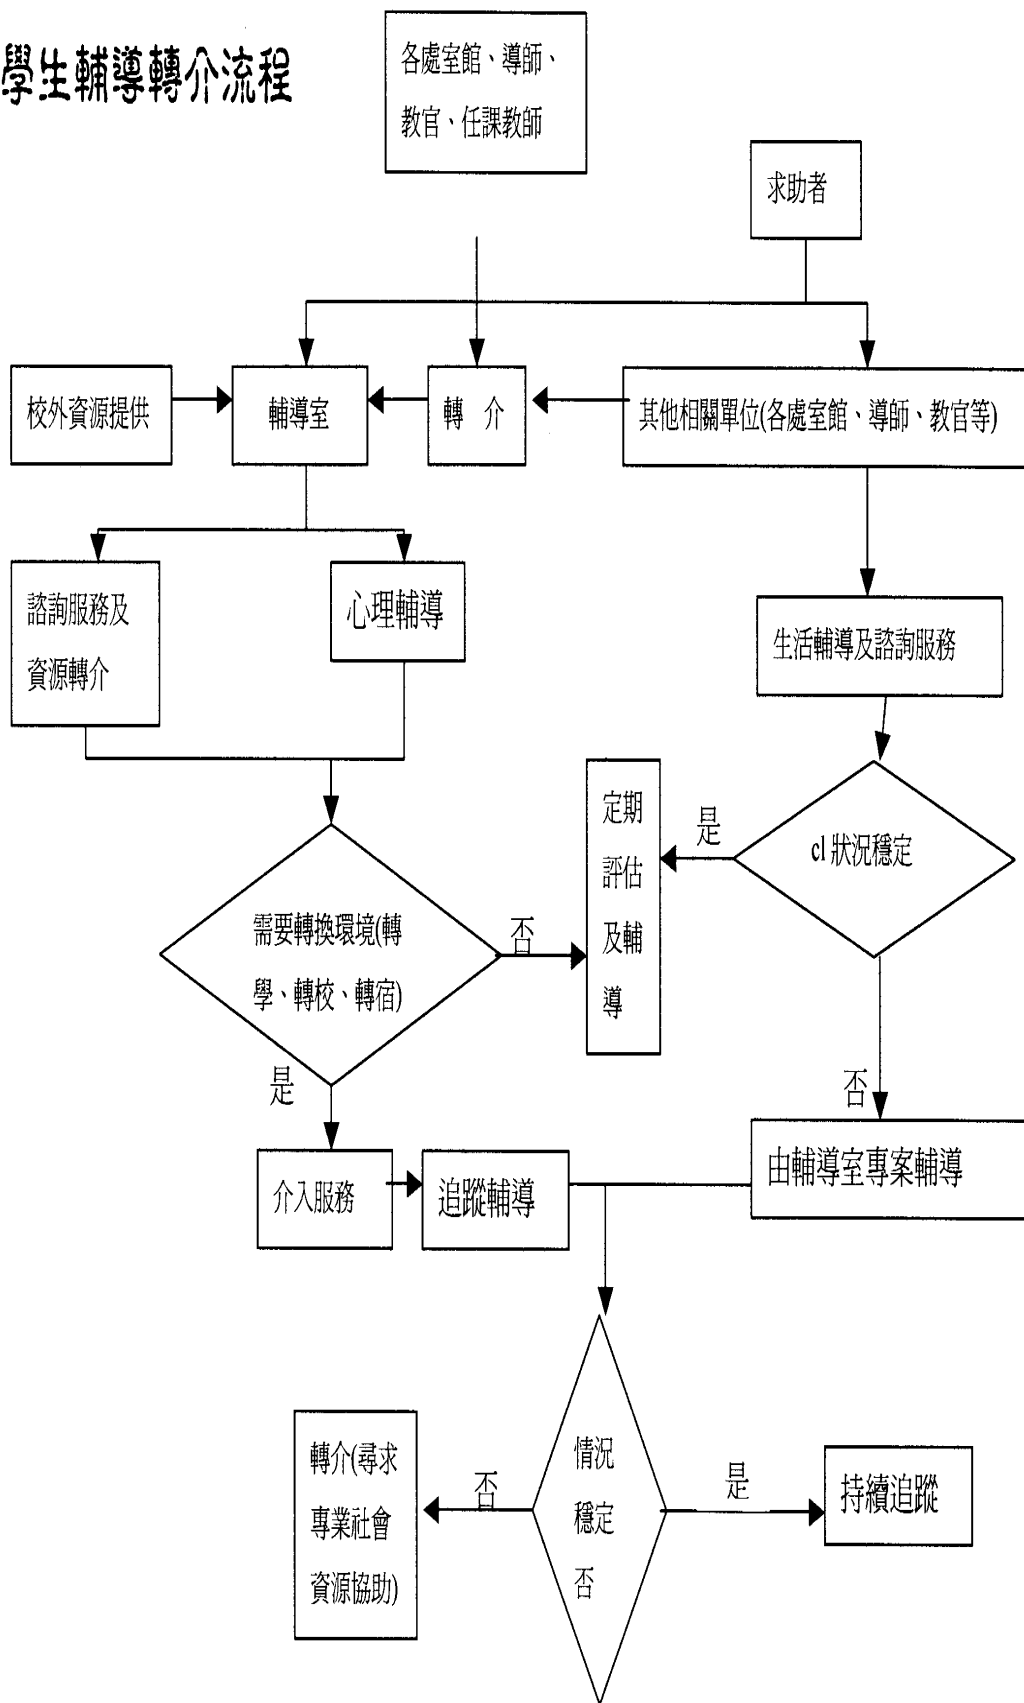 學生輔導轉介流程
各處室館、導師、
教官、任課教師
求助者
校外資源提供
輔導室
轉 介
其他相關單位(各處室館、導師、教官等)
諮詢服務及
資源轉介
心理輔導
生活輔導及諮詢服務
定期
評估
及輔
導
是
cl 狀況穩定
需要轉換環境(轉
學、轉校、轉宿)
否
是
否
介入服務
追蹤輔導
由輔導室專案輔導
轉介(尋求
專業社會
資源協助)
否
情況
穩定
否
是
持續追蹤